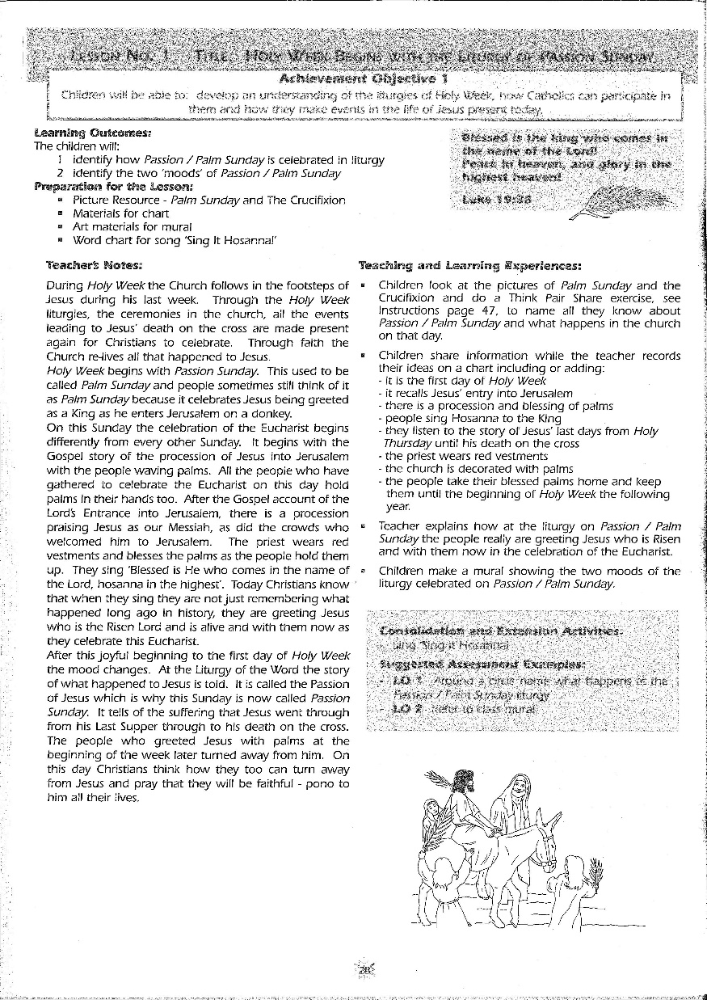 LESSON NO. 1 TITLE: HOLY WEEK BEGINS WITH THE LITURGY OF PASSION SUNDAY
Achievement Objective 1
Children will be able to: develop an understanding of the liturgies of Holy Week, how Catholics can participate in
them and how they make events in the life of Jesus present today.
Learning Outcomes:
The children will:
1 identify how Passion / Palm Sunday is celebrated in liturgy
2 identify the two 'moods' of Passion / Palm Sunday
Preparation for the Lesson:
Picture Resource - Palm Sunday and The Crucifixion
Materials for chart
Art materials for mural
Word chart for song 'Sing It Hosanna!'
Blessed is the king who comes in
the name of the Lord!
Peace in heaven, and glory in the
highest heaven!
Luke 19:38
Teacher's Notes:
During Holy Week the Church follows in the footsteps of
Jesus during his last week. Through the Holy Week
liturgies, the ceremonies in the church, all the events
leading to Jesus' death on the cross are made present
again for Christians to celebrate. Through faith the
Church re-lives all that happened to Jesus.
Holy Week begins with Passion Sunday. This used to be
called Palm Sunday and people sometimes still think of it
as Palm Sunday because it celebrates Jesus being greeted
as a King as he enters Jerusalem on a donkey.
On this Sunday the celebration of the Eucharist begins
differently from every other Sunday. It begins with the
Gospel story of the procession of Jesus into Jerusalem
with the people waving palms. All the people who have
gathered to celebrate the Eucharist on this day hold
palms in their hands too. After the Gospel account of the
Lord's Entrance into Jerusalem, there is a procession
praising Jesus as our Messiah, as did the crowds who
welcomed him to Jerusalem. The priest wears red
vestments and blesses the palms as the people hold them
up. They sing 'Blessed is He who comes in the name of
the Lord, hosanna in the highest'. Today Christians know
that when they sing they are not just remembering what
happened long ago in history, they are greeting Jesus
who is the Risen Lord and is alive and with them now as
they celebrate this Eucharist.
After this joyful beginning to the first day of Holy Week
the mood changes. At the Liturgy of the Word the story
of what happened to Jesus is told. It is called the Passion
of Jesus which is why this Sunday is now called Passion
Sunday. It tells of the suffering that Jesus went through
from his Last Supper through to his death on the cross.
The people who greeted Jesus with palms at the
beginning of the week later turned away from him. On
this day Christians think how they too can turn away
from Jesus and pray that they will be faithful - pono to
him all their lives.
Teaching and Learning Experiences:
Children look at the pictures of Palm Sunday and the
Crucifixion and do a Think Pair Share exercise, see
Instructions page 47, to name all they know about
Passion / Palm Sunday and what happens in the church
on that day.
Children share information while the teacher records
their ideas on a chart including or adding:
- it is the first day of Holy Week
- it recalls Jesus' entry into Jerusalem
- there is a procession and blessing of palms
- people sing Hosanna to the King
- they listen to the story of Jesus' last days from Holy
Thursday until his death on the cross
- the priest wears red vestments
- the church is decorated with palms
- the people take their blessed palms home and keep
them until the beginning of Holy Week the following
year.
Teacher explains how at the liturgy on Passion / Palm
Sunday the people really are greeting Jesus who is Risen
and with them now in the celebration of the Eucharist.
Children make a mural showing the two moods of the
liturgy celebrated on Passion / Palm Sunday.
Consolidation and Extension Activities:
- Sing 'Sing it Hosanna!'
Suggested Assessment Examples:
- LO 1 Around a circle name what happens at the
Passion / Palm Sunday liturgy
- LO 2 Refer to class mural
28